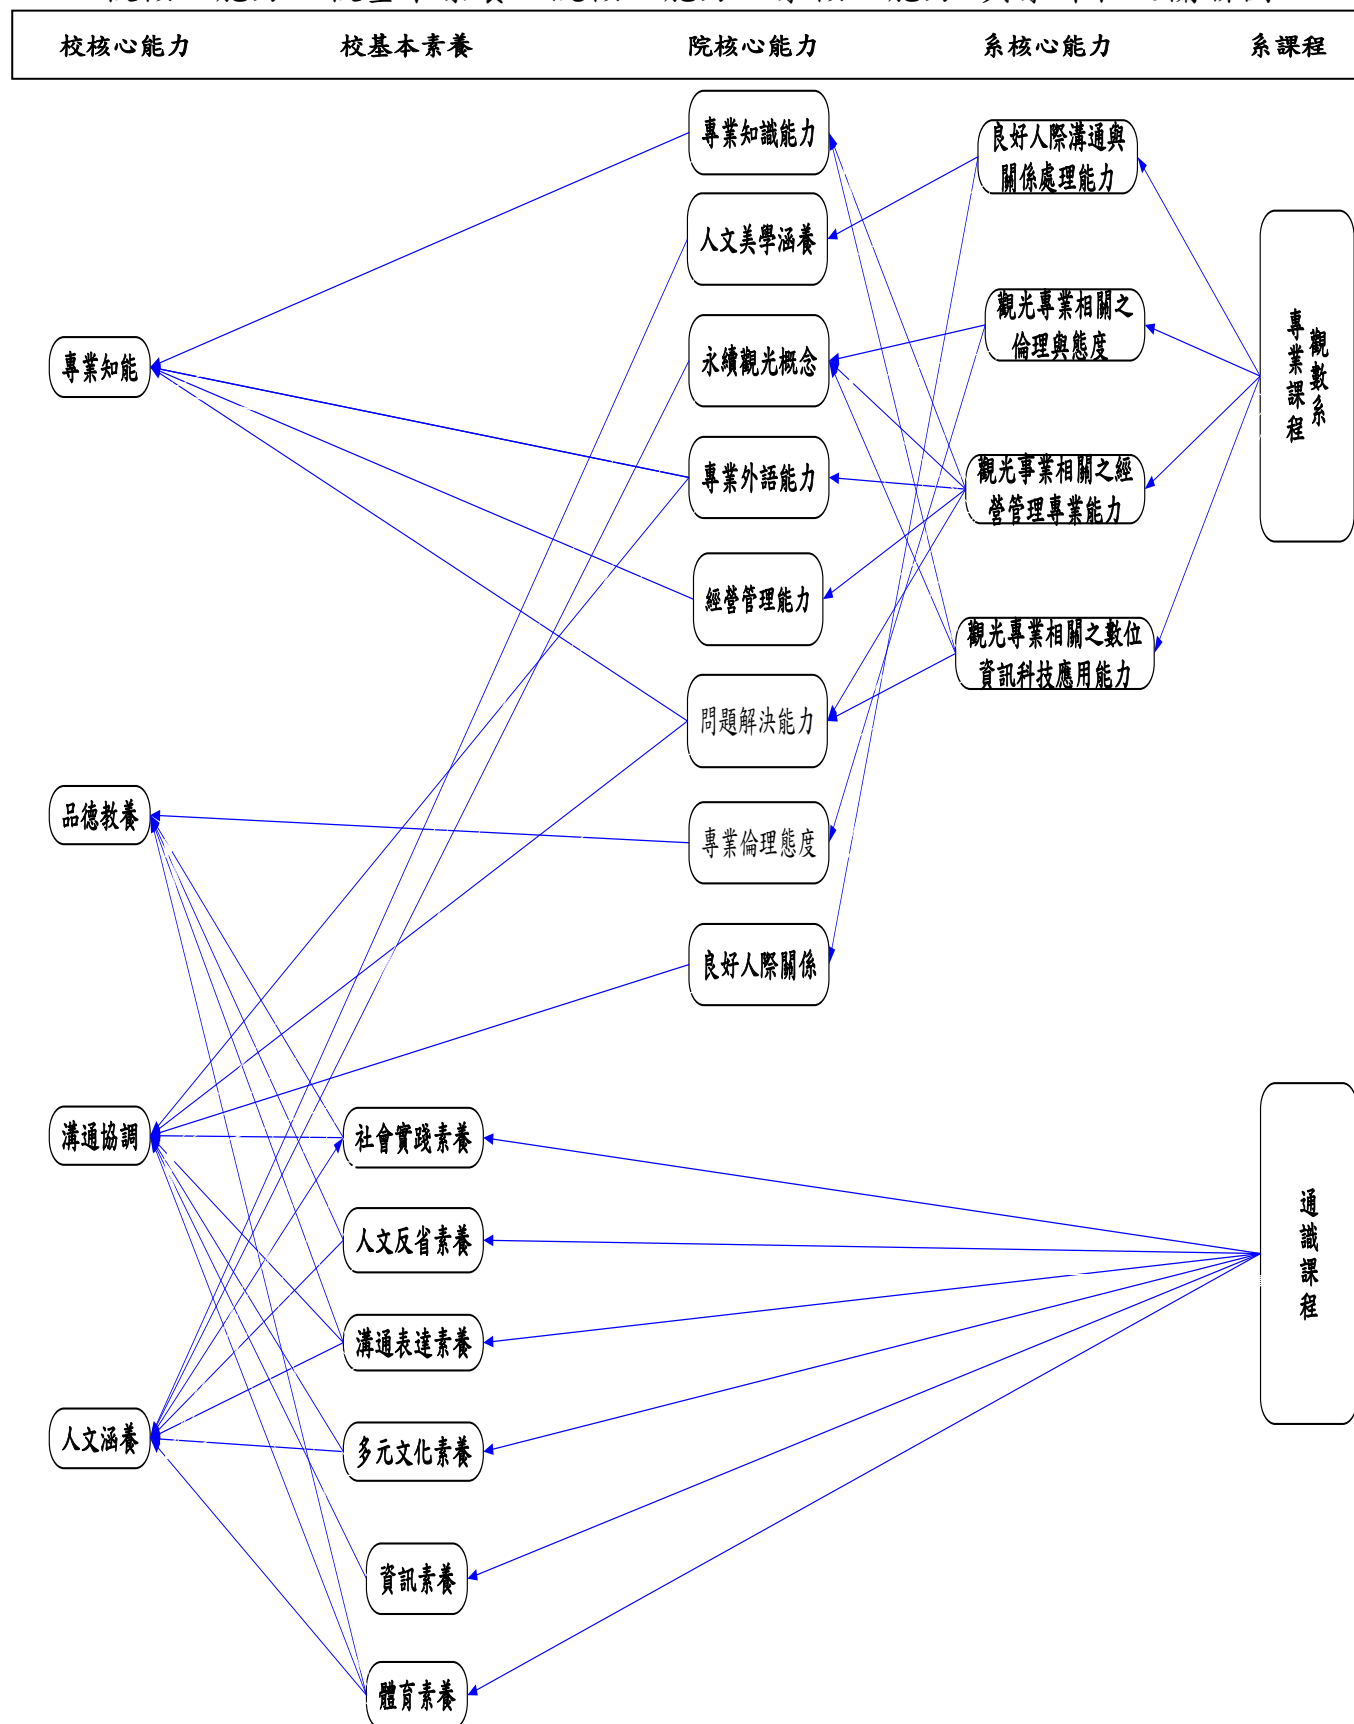 校核心能力 校基本素養 院核心能力 系核心能力 系課程
專業知識能力
良好人際溝通與
關係處理能力
人文美學涵養
觀光專業相關之
倫理與態度
永續觀光概念
觀數系
專業課程
專業知能
專業外語能力
觀光事業相關之經
營管理專業能力
經營管理能力
觀光專業相關之數位
資訊科技應用能力
問題解決能力
品德教養
專業倫理態度
良好人際關係
溝通協調
社會實踐素養
人文反省素養
通識課程
溝通表達素養
人文涵養
多元文化素養
資訊素養
體育素養